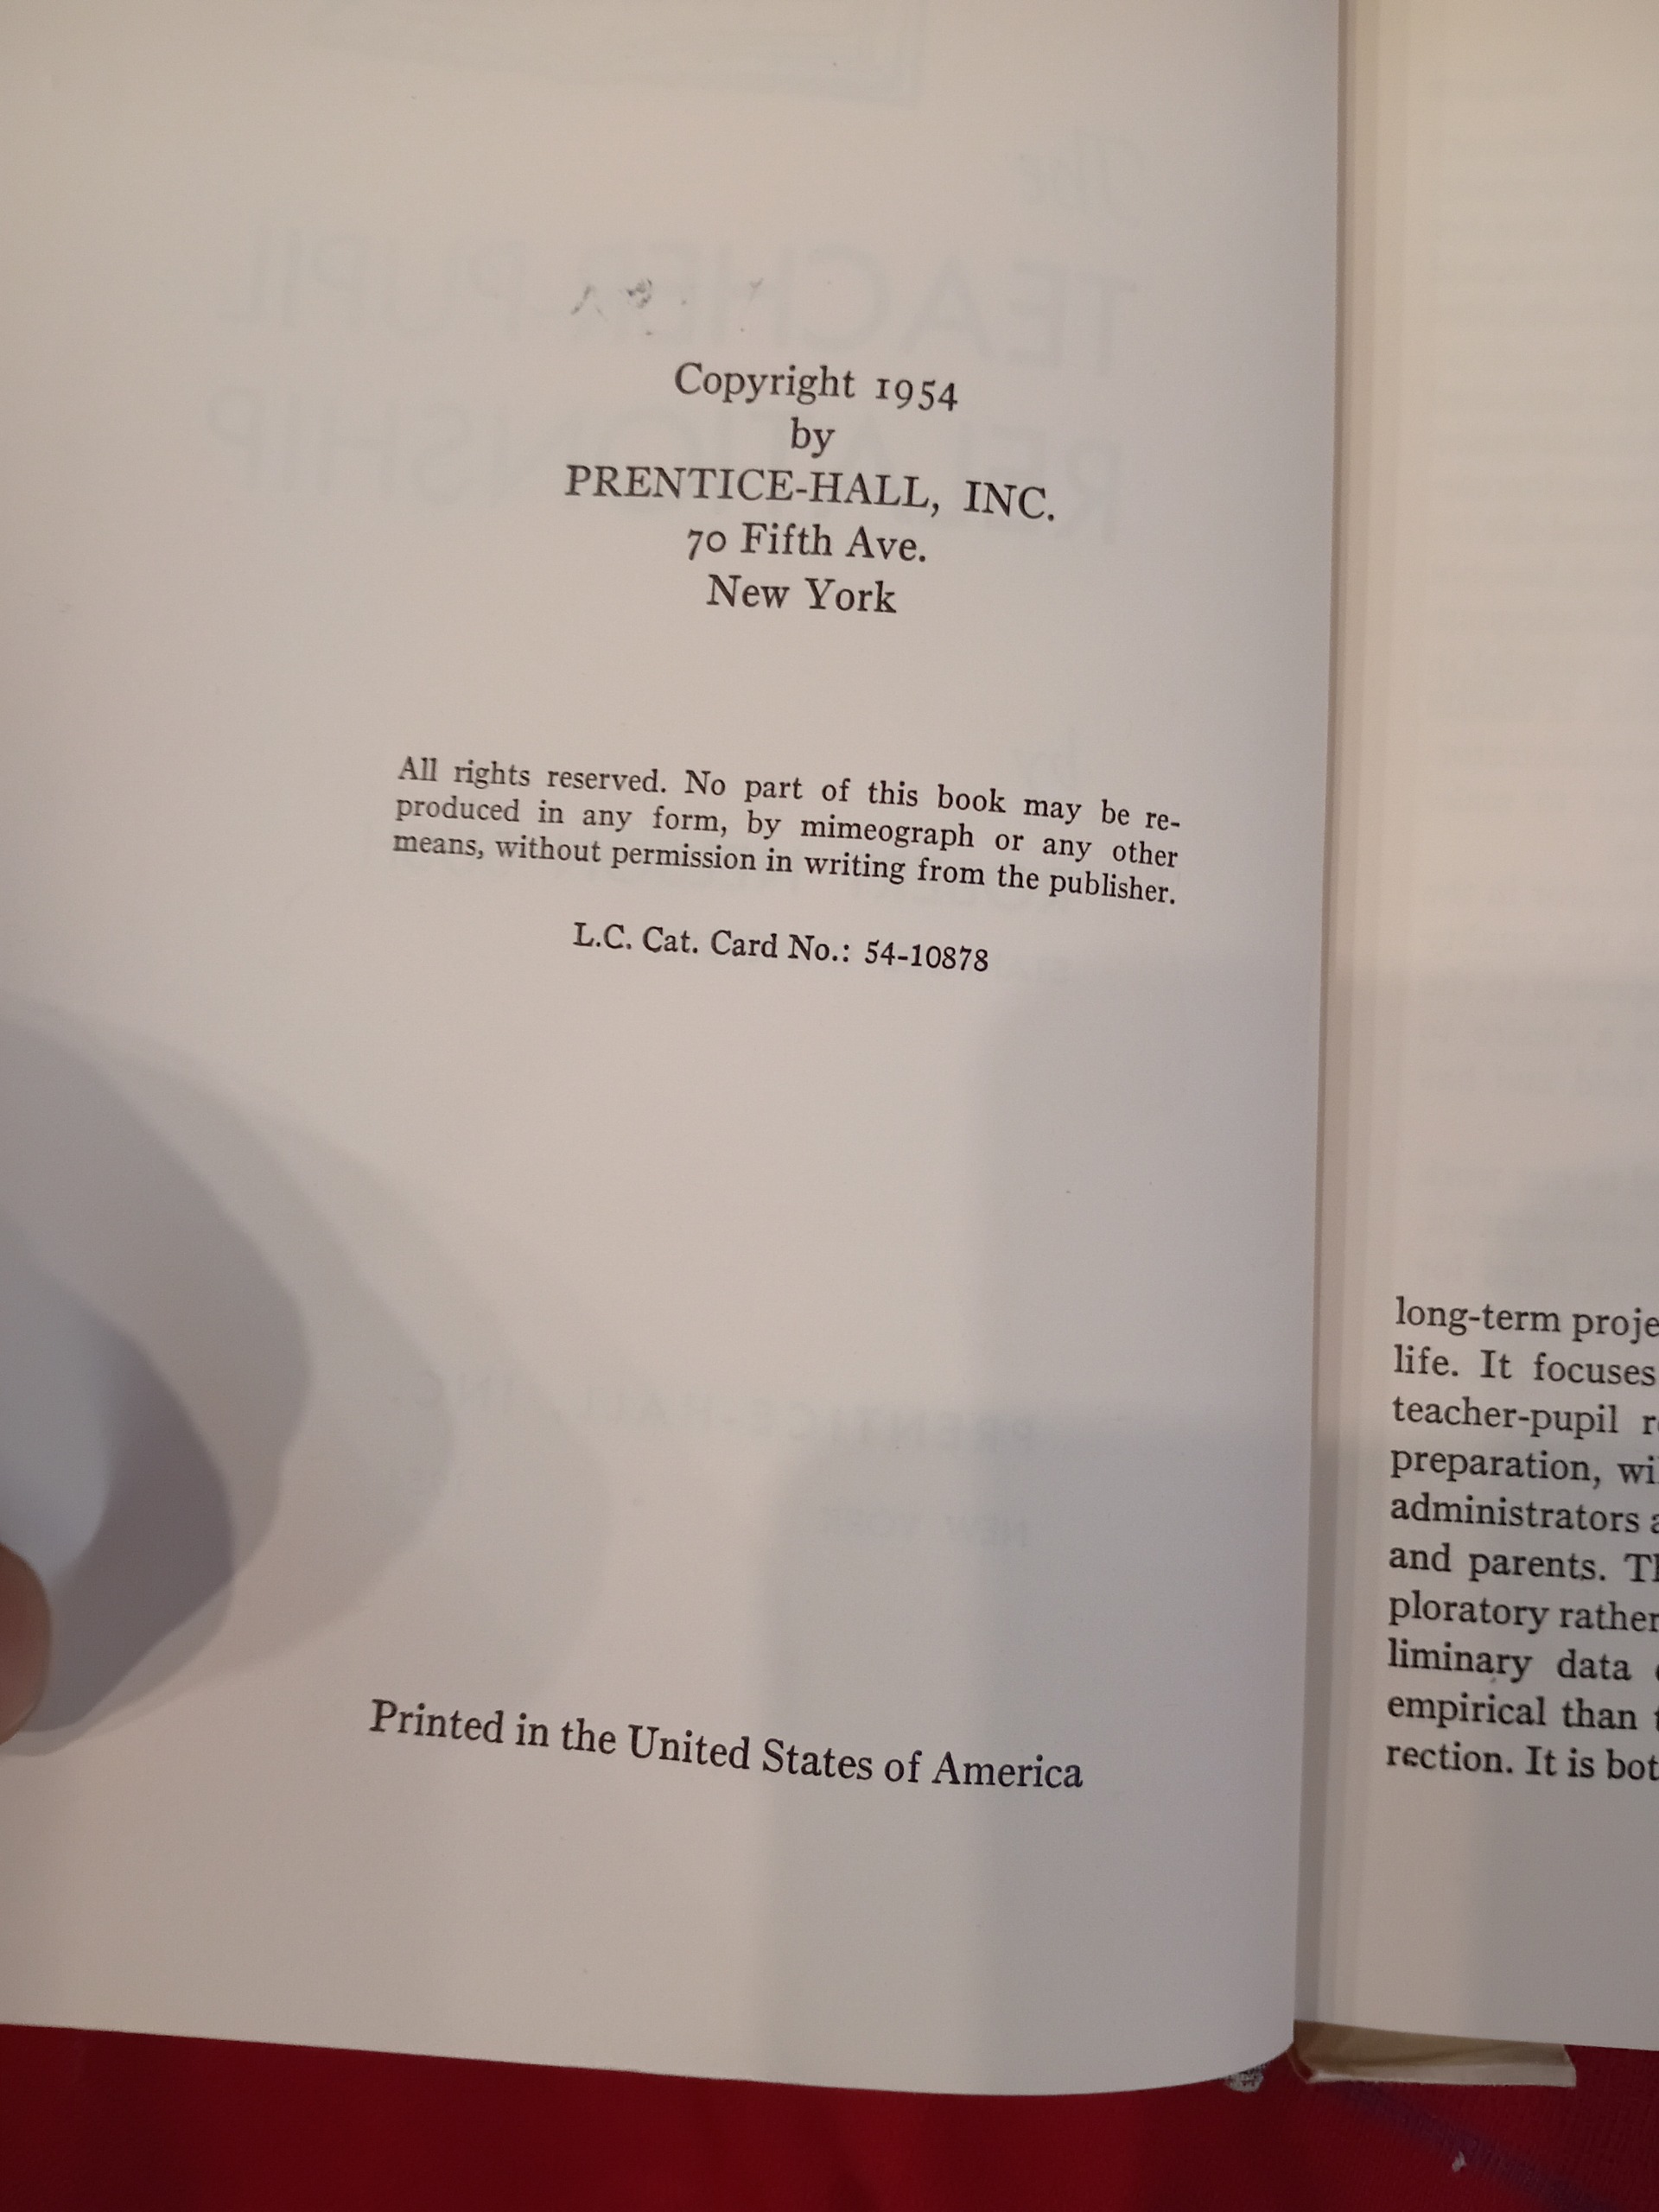 Copyright 1954
by
PRENTICE-HALL, INC.
70 Fifth Ave.
New York
All rights reserved. No part of this book may be re-
produced in any form, by mimeograph or any other
means, without permission in writing from the publisher.
L.C. Cat. Card No.: 54-10878
Printed in the United States of America
long-term proje
life. It focuses
teacher-pupil r
preparation, wi
administrators a
and parents. Th
ploratory rather
liminary data
empirical than t
rection. It is bot